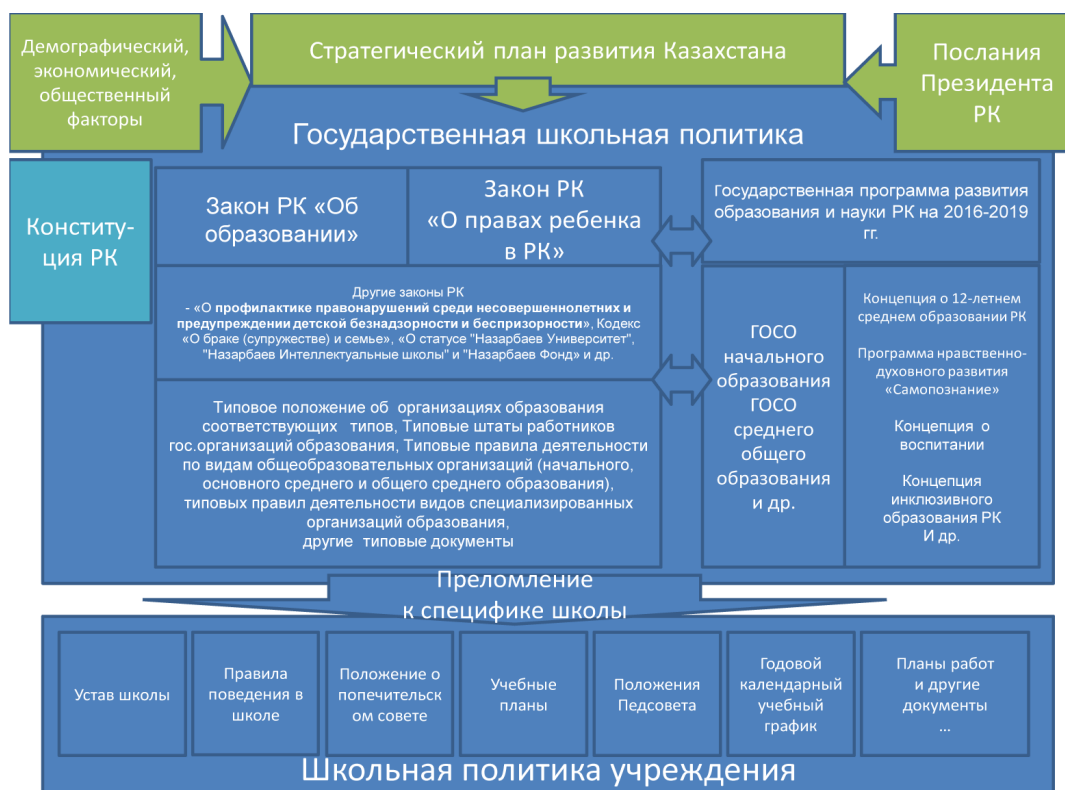 Демографический,
экономический,
общественный
факторы
Стратегический план развития Казахстана
Послания
Президента
РК
Государственная школьная политика
Конститу-
ция РК
Закон РК «Об
образовании»
Закон РК
«О правах ребенка
в РК»
Государственная программа развития
образования и науки РК на 2016-2019
гг.
Другие законы РК
- «О профилактике правонарушений среди несовершеннолетних и
предупреждении детской безнадзорности и беспризорности», Кодекс
«О браке (супружестве) и семье», «О статусе "Назарбаев Университет",
"Назарбаев Интеллектуальные школы" и "Назарбаев Фонд» и др.
Типовое положение об организациях образования
соответствующих типов, Типовые штаты работников
гос.организаций образования, Типовые правила деятельности
по видам общеобразовательных организаций (начального,
основного среднего и общего среднего образования),
типовых правил деятельности видов специализированных
организаций образования,
другие типовые документы
ГОСО
начального
образования
ГОСО
среднего
общего
образования
и др.
Концепция о 12-летнем
среднем образовании РК
Программа нравственно-
духовного развития
«Самопознание»
Концепция о
воспитании
Концепция
инклюзивного
образования РК
И др.
Преломление
к специфике школы
Устав школы
Правила
поведения в
школе
Положение о
попечительск
ом совете
Учебные
планы
Положения
Педсовета
Годовой
календарный
учебный
график
Планы работ
и другие
документы
...
Школьная политика учреждения